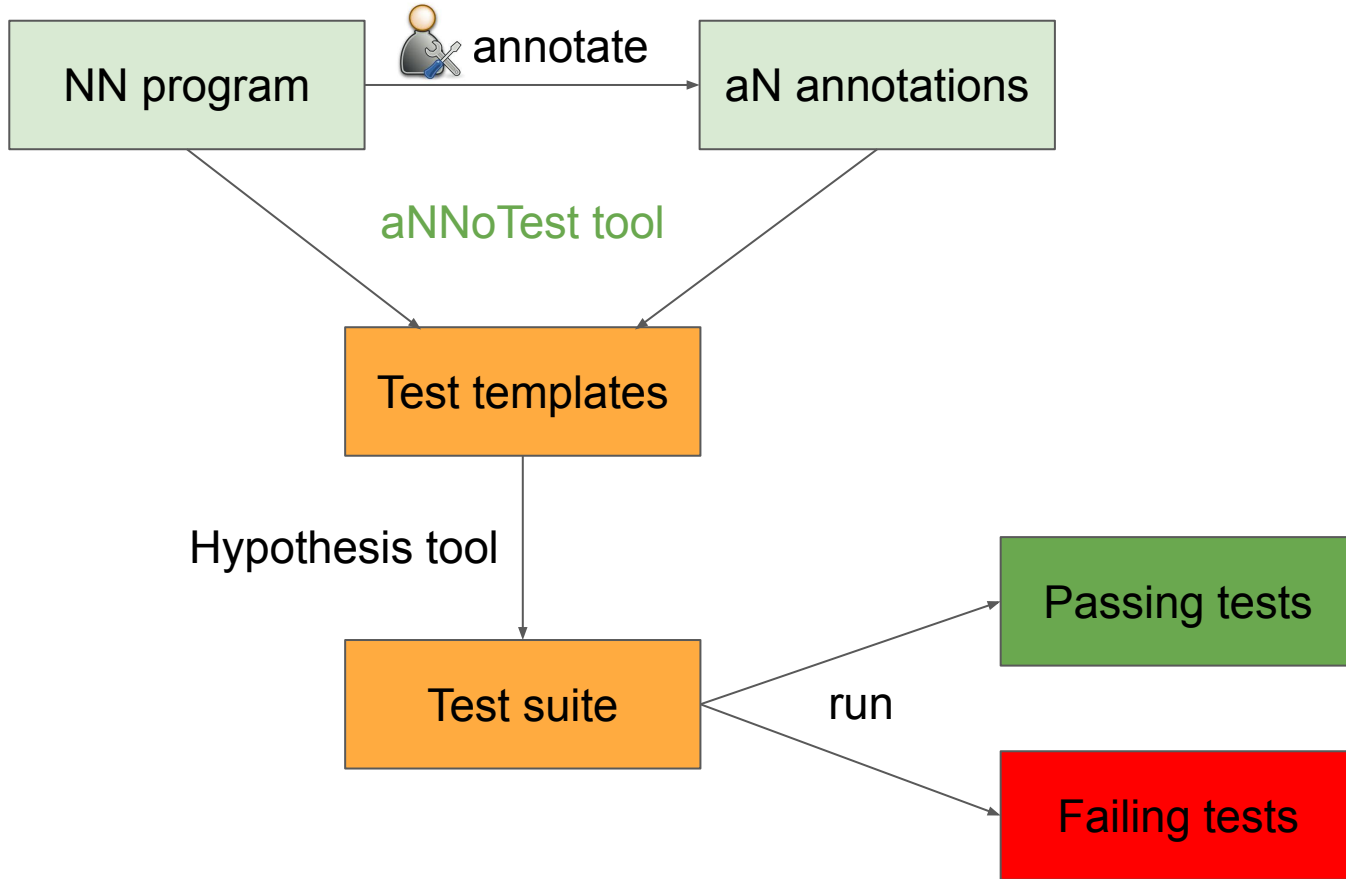 annotate
NN program
aN annotations
aNNoTest tool
Test templates
Hypothesis tool
Passing tests
Test suite
run
Failing tests